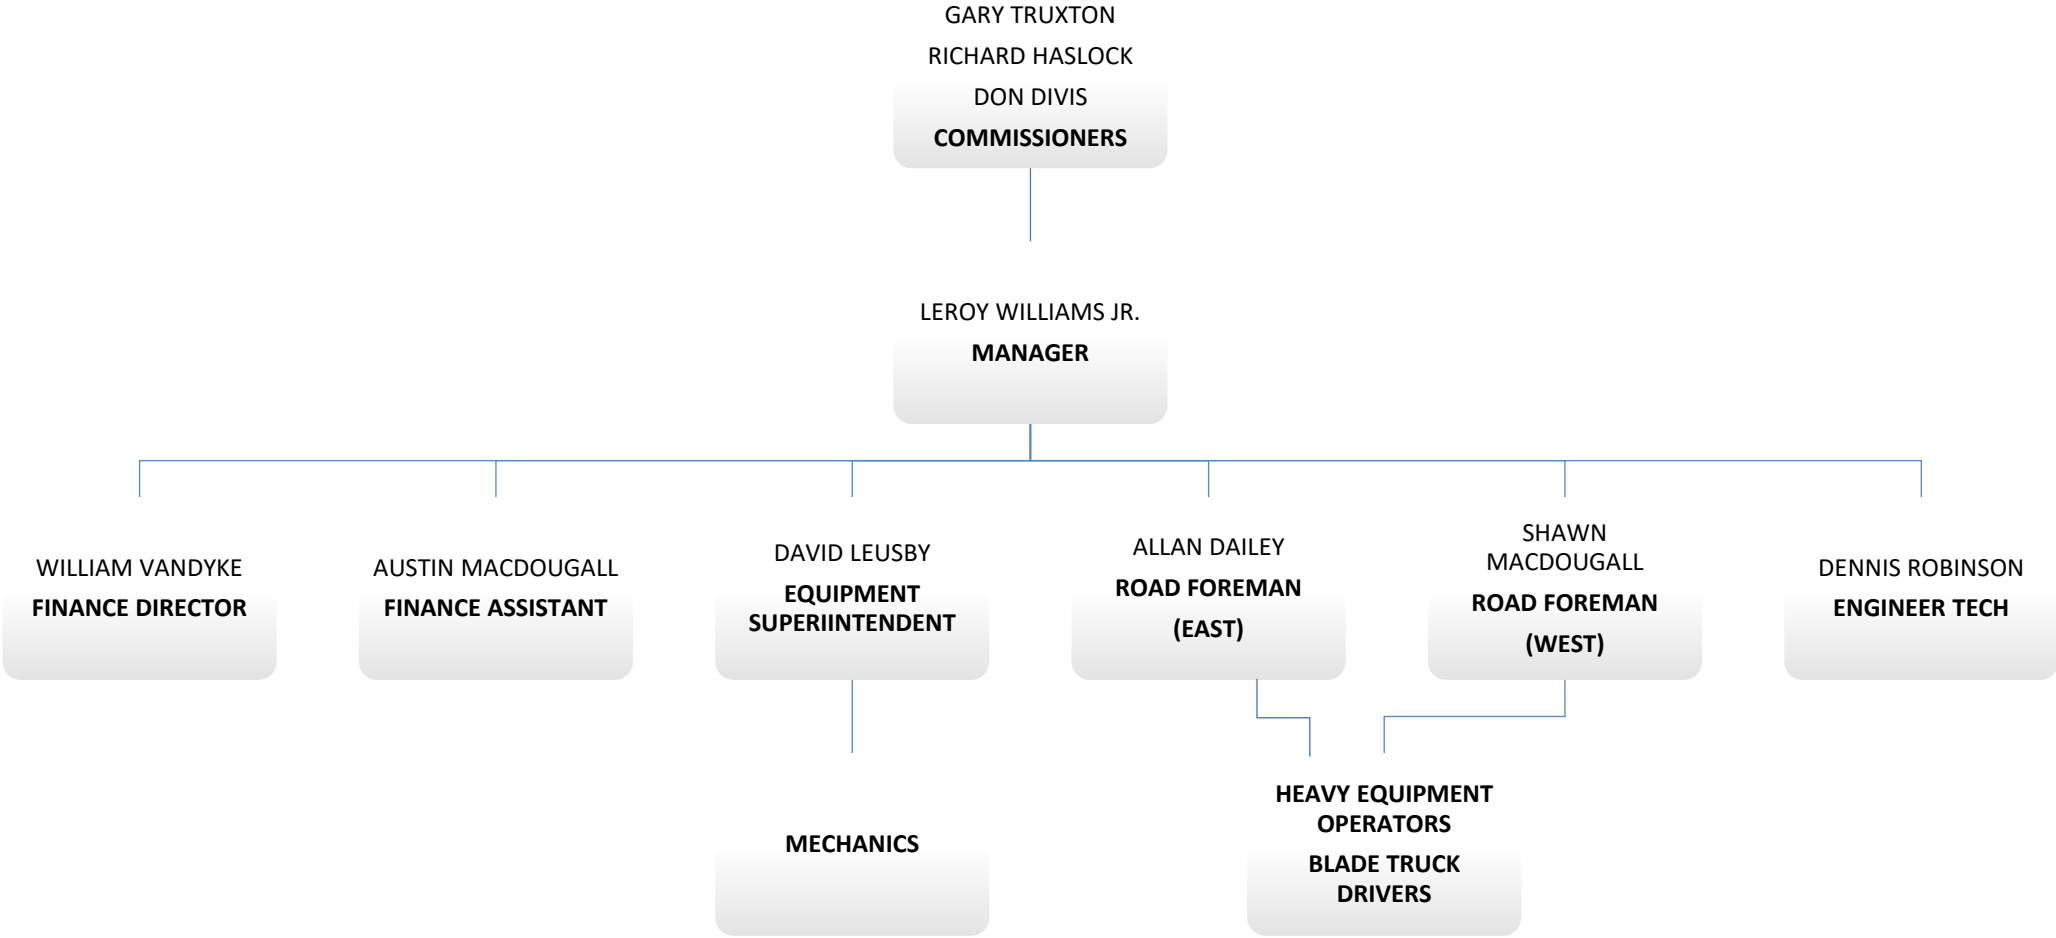 GARY TRUXTON
RICHARD HASLOCK
DON DIVIS
COMMISSIONERS
LEROY WILLIAMS JR.
MANAGER
WILLIAM VANDYKE
FINANCE DIRECTOR
AUSTIN MACDOUGALL
FINANCE ASSISTANT
DAVID LEUSBY
EQUIPMENT
SUPERIINTENDENT
ALLAN DAILEY
ROAD FOREMAN
(EAST)
SHAWN
MACDOUGALL
ROAD FOREMAN
(WEST)
DENNIS ROBINSON
ENGINEER TECH
MECHANICS
HEAVY EQUIPMENT
OPERATORS
BLADE TRUCK
DRIVERS